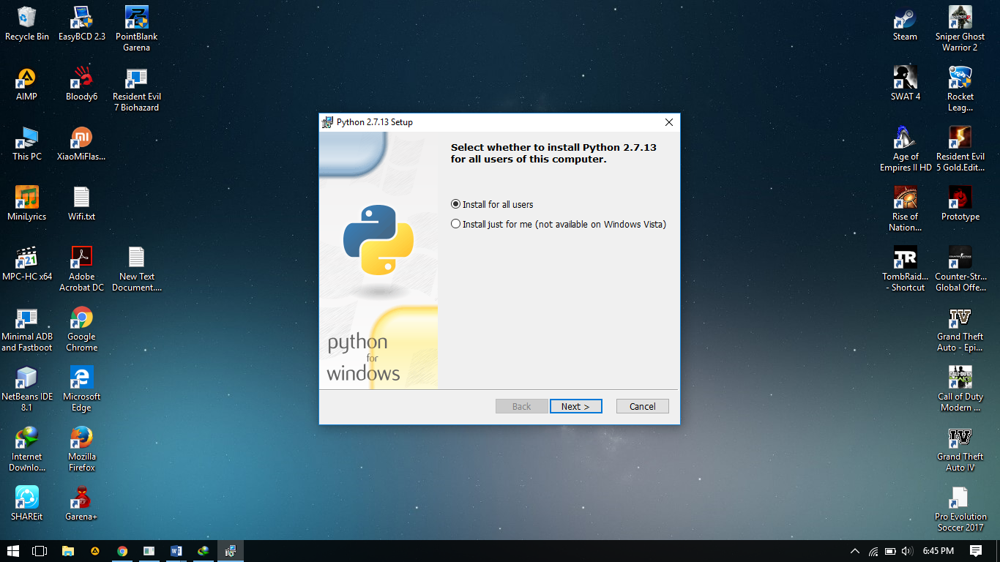 Recycle Bin
EasyBCD 2.3
PointBlank
Garena
AIMP
Bloody6
Resident Evil
7 Biohazard
This PC
XiaoMiFlas...
MiniLyrics
Wifi.txt
MPC-HC x64
Adobe
Acrobat DC
New Text
Document....
Minimal ADB
and Fastboot
Google
Chrome
NetBeans IDE
8.1
Microsoft
Edge
Internet
Downlo...
Mozilla
Firefox
SHAREit
Garena+
Python 2.7.13 Setup
Select whether to install Python 2.7.13
for all users of this computer.
Install for all users
Install just for me (not available on Windows Vista)
python
for
windows
Back
Next >
Cancel
Steam
Sniper Ghost
Warrior 2
SWAT 4
Rocket
Leag...
Age of
Empires II HD
Resident Evil
5 Gold.Edit...
Rise of
Nation...
Prototype
TombRaid...
- Shortcut
Counter-Str...
Global Offe...
Grand Theft
Auto - Epi...
Call of Duty
Modern ...
Grand Theft
Auto IV
Pro Evolution
Soccer 2017
6:45 PM